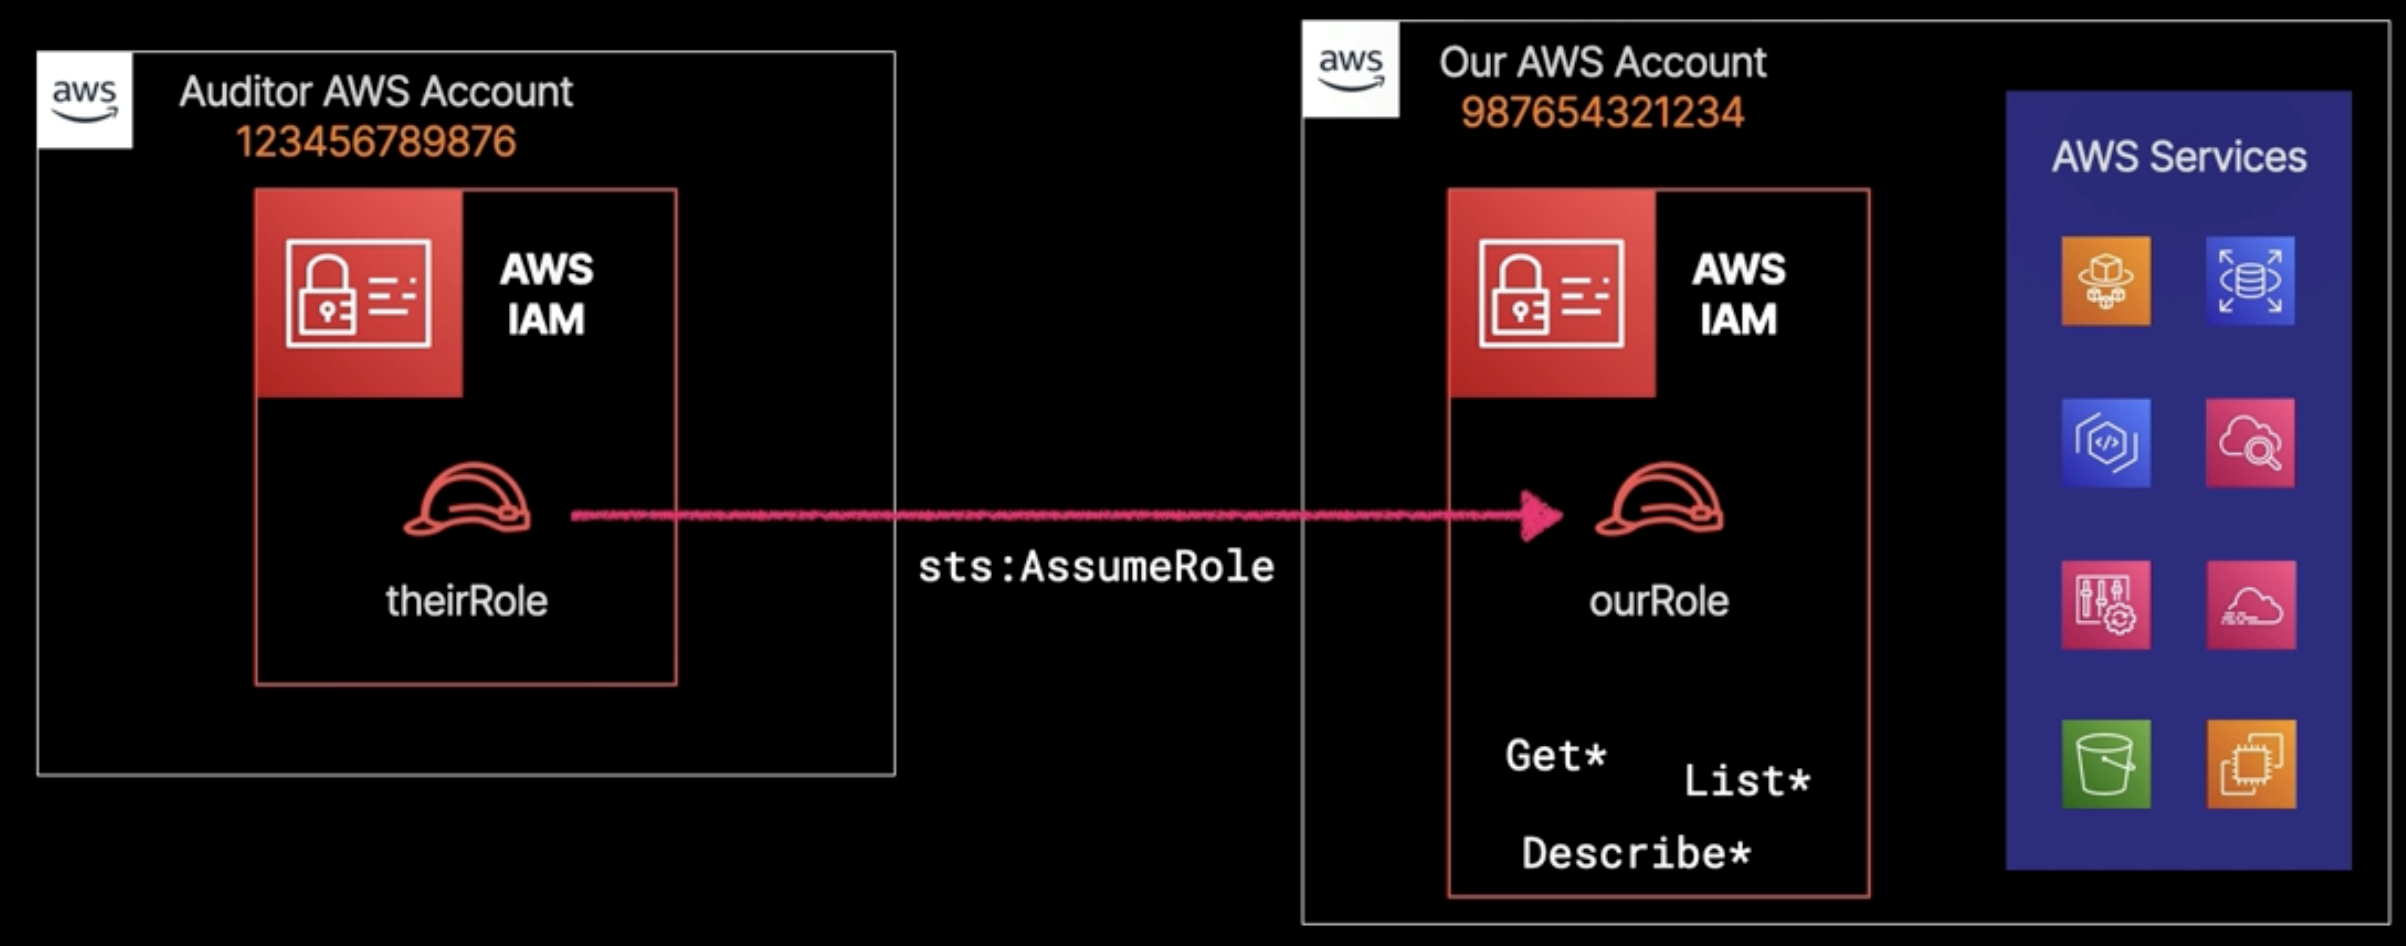 aws
Auditor AWS Account
123456789876
AWS
IAM
theirRole
sts:AssumeRole
aws
Our AWS Account
987654321234
AWS
IAM
ourRole
Get*
List*
Describe*
AWS Services